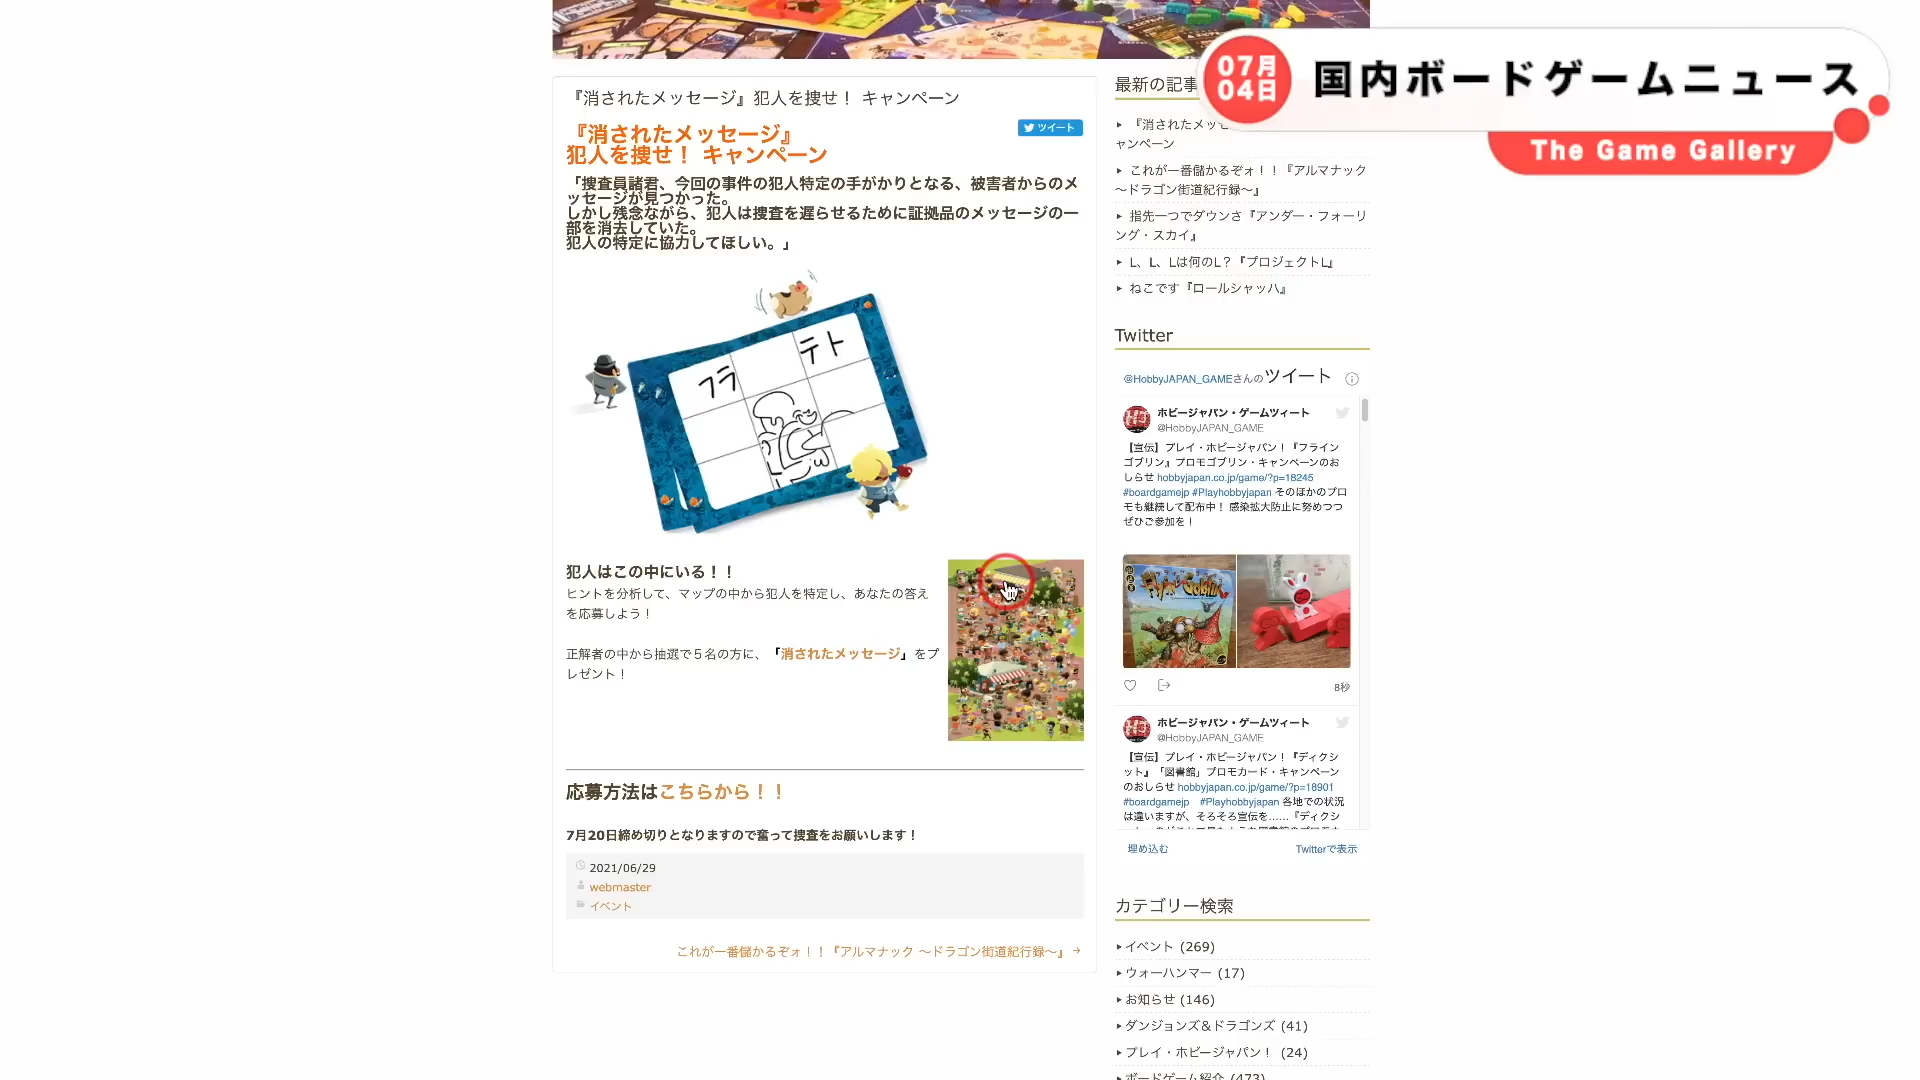 07月
04日
国内ボードゲームニュース
The Game Gallery
『消されたメッセージ』犯人を捜せ！ キャンペーン
ツイート
『消されたメッセージ』
犯人を捜せ！ キャンペーン
「捜査員諸君、今回の事件の犯人特定の手がかりとなる、被害者からのメ
ッセージが見つかった。
しかし残念ながら、犯人は捜査を遅らせるために証拠品のメッセージの一
部を消去していた。
犯人の特定に協力してほしい。」
フラ
テト
犯人はこの中にいる！！
ヒントを分析して、マップの中から犯人を特定し、あなたの答え
を応募しよう！
正解者の中から抽選で５名の方に、『消されたメッセージ』をプ
レゼント！
応募方法はこちらから！！
7月20日締め切りとなりますので奮って捜査をお願いします！
2021/06/29
webmaster
イベント
これが一番儲かるぞォ！！『アルマナック ～ドラゴン街道紀行録～』 →
最新の記事
『消されたメッセ
ャンペーン
これが一番儲かるぞォ！！『アルマナック
～ドラゴン街道紀行録～』
指先一つでダウンさ『アンダー・フォーリ
ング・スカイ』
L、L、Lは何のL？『プロジェクトL』
ねこです『ロールシャッハ』
Twitter
@HobbyJAPAN_GAMEさんのツイート
ホビージャパン・ゲームツィート
@HobbyJAPAN_GAME
【宣伝】プレイ・ホビージャパン！『フライン
ゴブリン』プロモゴブリン・キャンペーンのお
しらせ hobbyjapan.co.jp/game/?p=18245
#boardgamejp #Playhobbyjapan そのほかのプロ
モも継続して配布中！ 感染拡大防止に努めつつ
ぜひご参加を！
8秒
ホビージャパン・ゲームツィート
@HobbyJAPAN_GAME
【宣伝】プレイ・ホビージャパン！『ディクシ
ット』「図書館」プロモカード・キャンペーン
のおしらせ hobbyjapan.co.jp/game/?p=18901
#boardgamejp #Playhobbyjapan 各地での状況
は違いますが、そろそろ宣伝を……『ディクシ
埋め込む
Twitterで表示
カテゴリー検索
イベント (269)
ウォーハンマー (17)
お知らせ (146)
ダンジョンズ＆ドラゴンズ (41)
プレイ・ホビージャパン！ (24)
ボードゲーム紹介 (473)